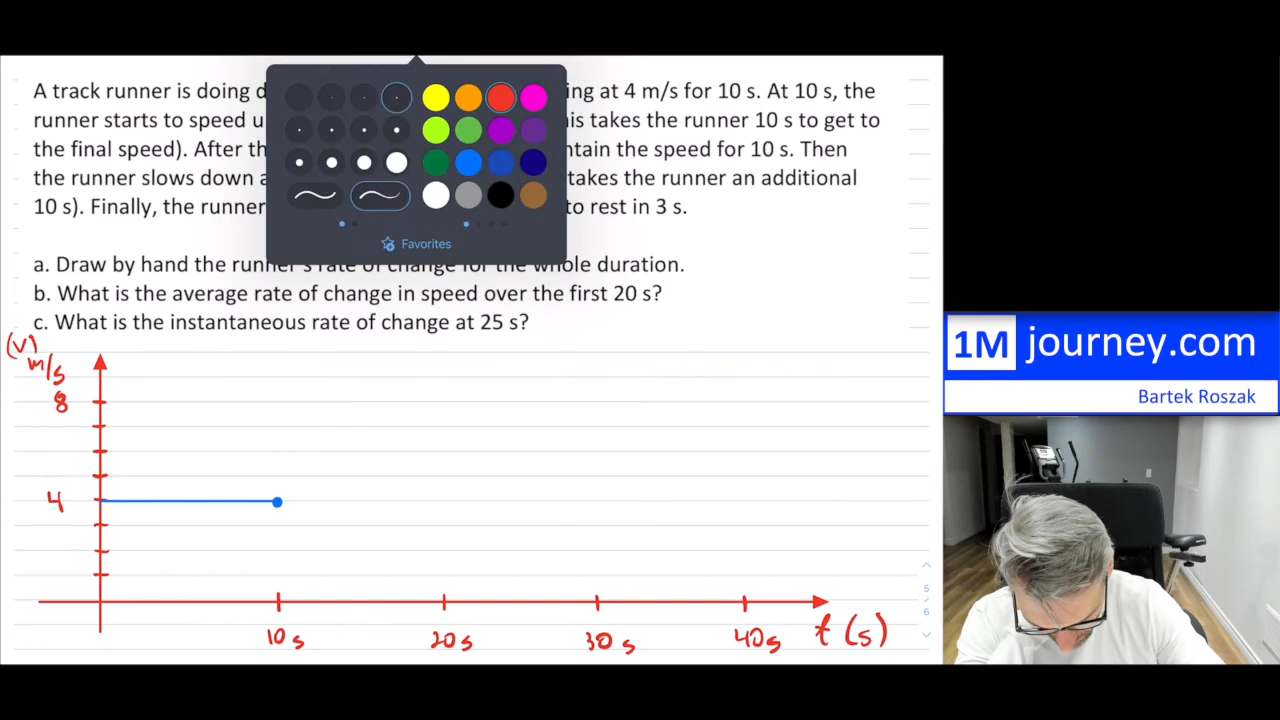 A track runner is doing d ing at 4 m/s for 10 s. At 10 s, the
runner starts to speed u his takes the runner 10 s to get to
the final speed). After th ntain the speed for 10 s. Then
the runner slows down a takes the runner an additional
10 s). Finally, the runner to rest in 3 s.
Favorites
a. Draw by hand the runner's rate of change for the whole duration.
b. What is the average rate of change in speed over the first 20 s?
c. What is the instantaneous rate of change at 25 s?
(v)
m/s
8
4
10 s 20 s 30 s 40 s t (s)
5
6
1M journey.com
Bartek Roszak